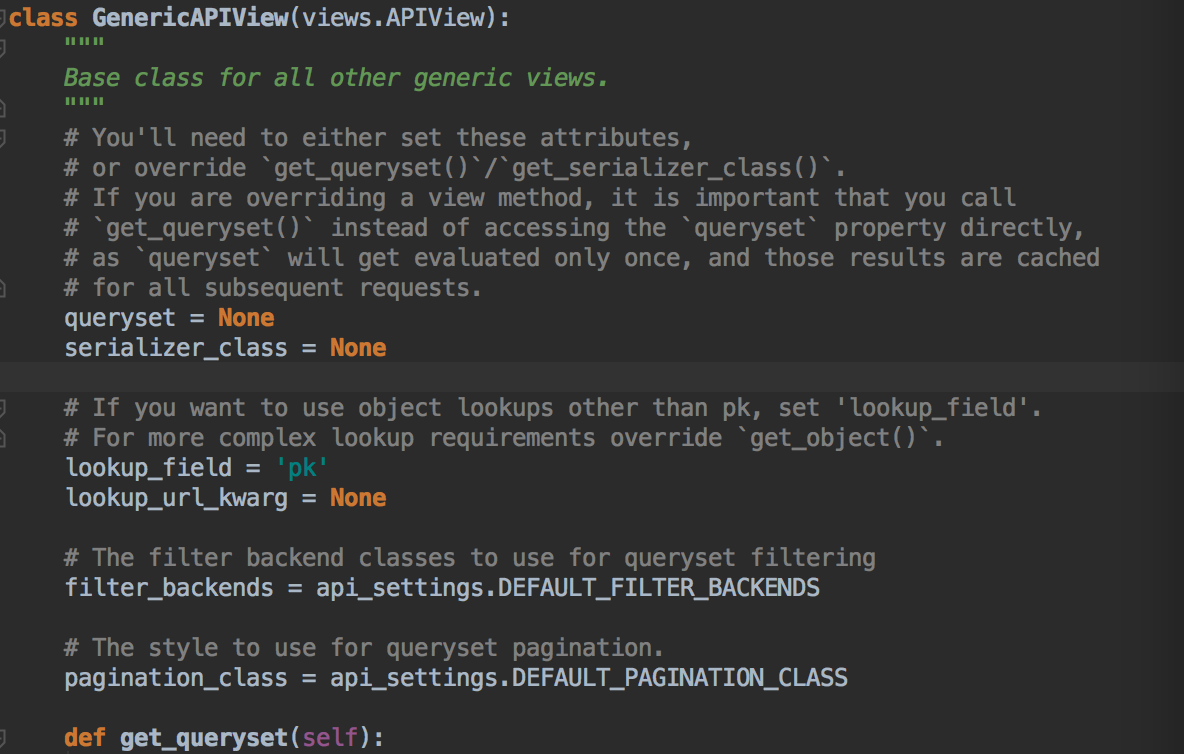 class GenericAPIView(views.APIView):
    """
    Base class for all other generic views.
    """
    # You'll need to either set these attributes,
    # or override `get_queryset()`/`get_serializer_class()`.
    # If you are overriding a view method, it is important that you call
    # `get_queryset()` instead of accessing the `queryset` property directly,
    # as `queryset` will get evaluated only once, and those results are cached
    # for all subsequent requests.
    queryset = None
    serializer_class = None

    # If you want to use object lookups other than pk, set 'lookup_field'.
    # For more complex lookup requirements override `get_object()`.
    lookup_field = 'pk'
    lookup_url_kwarg = None

    # The filter backend classes to use for queryset filtering
    filter_backends = api_settings.DEFAULT_FILTER_BACKENDS

    # The style to use for queryset pagination.
    pagination_class = api_settings.DEFAULT_PAGINATION_CLASS

    def get_queryset(self):